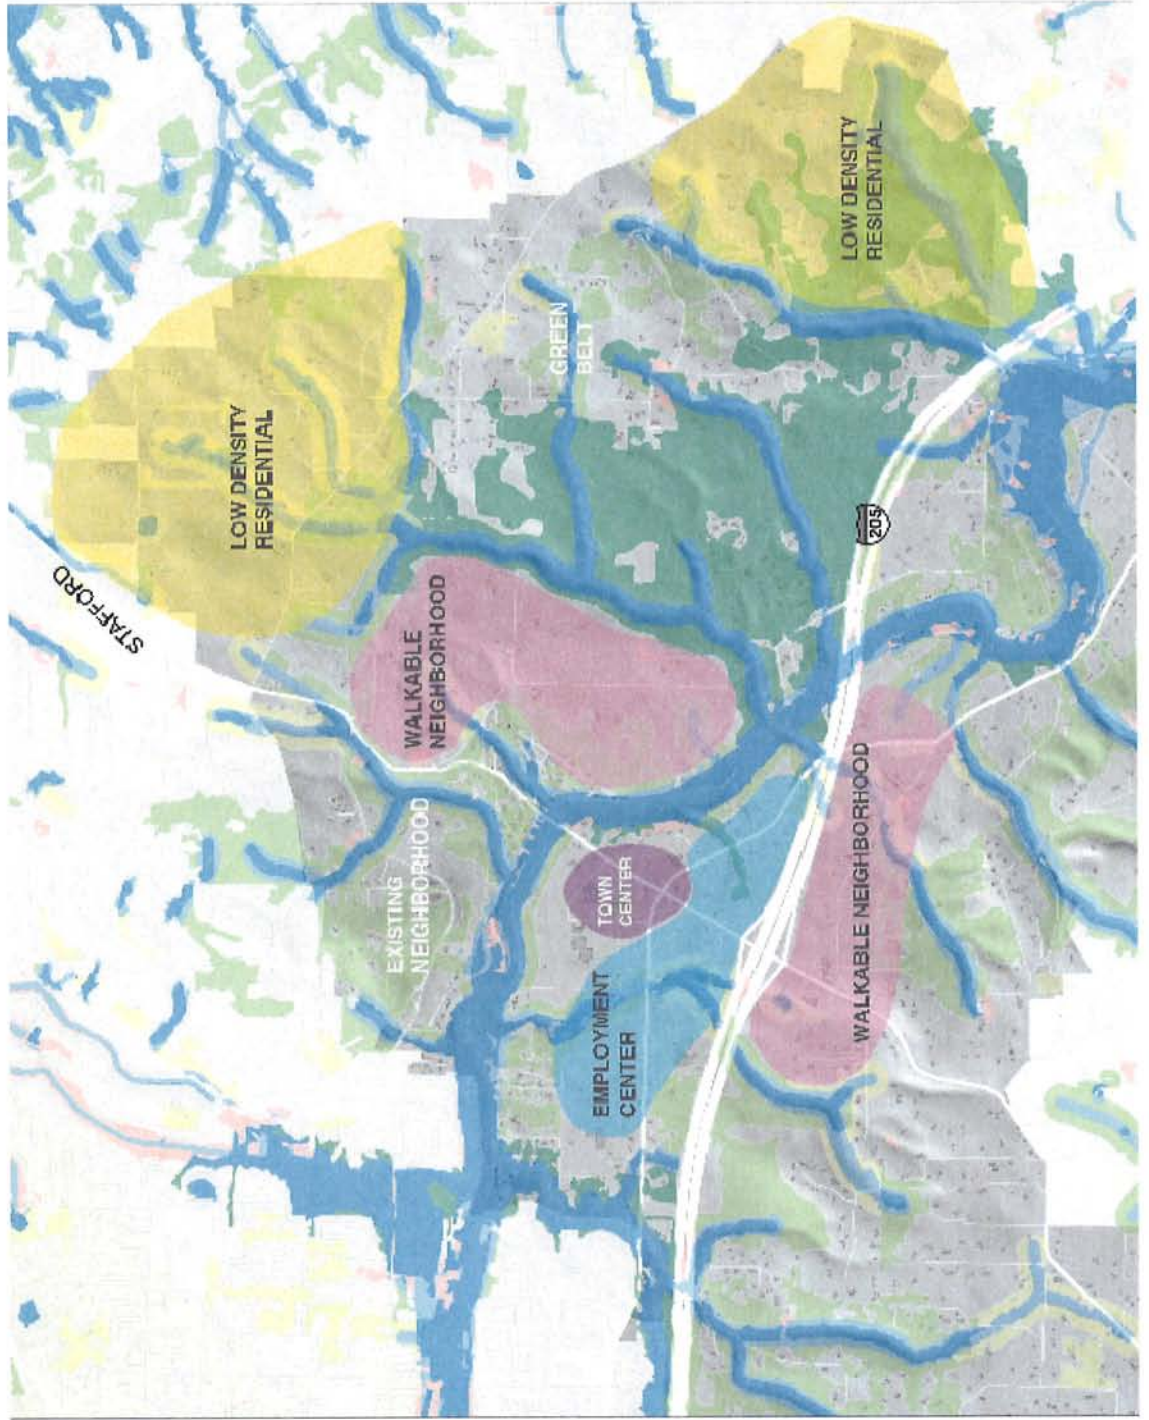 STAFFORD
LOW DENSITY
RESIDENTIAL
LOW DENSITY
RESIDENTIAL
GREEN
BELT
WALKABLE
NEIGHBORHOOD
205
EXISTING
NEIGHBORHOOD
TOWN
CENTER
EMPLOYMENT
CENTER
WALKABLE NEIGHBORHOOD